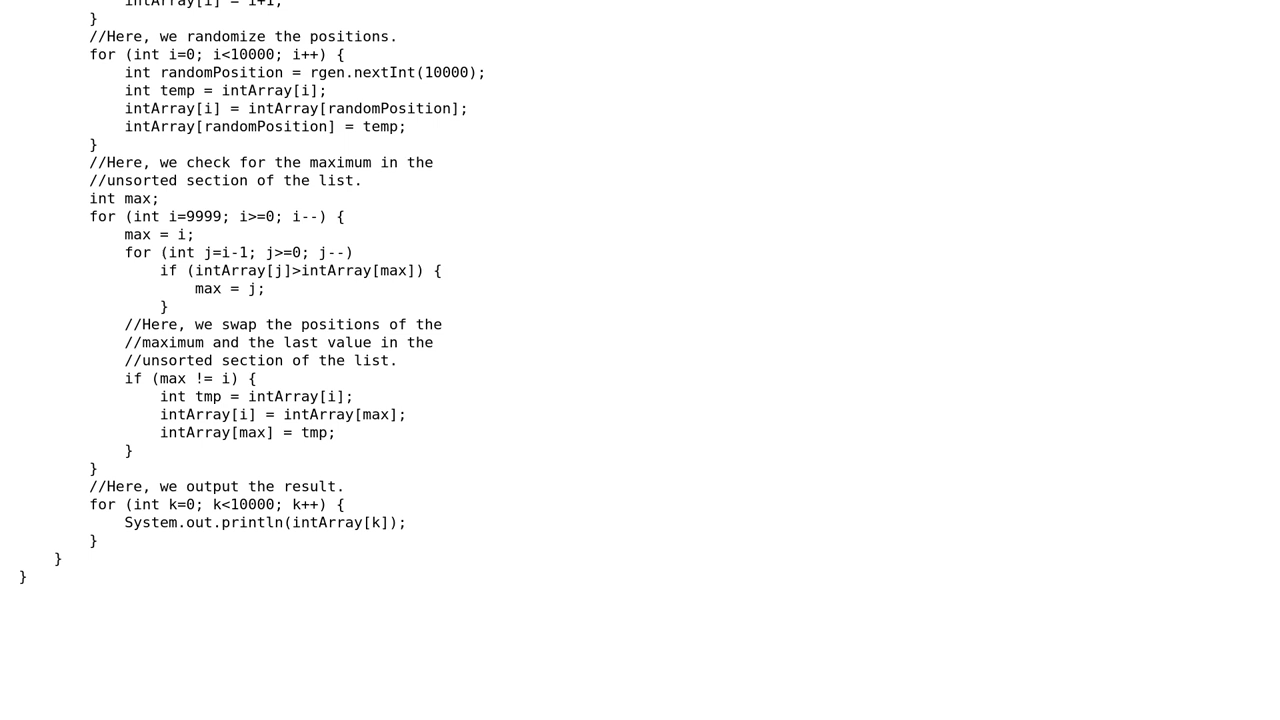 intArray[i] = i+1;
}
//Here, we randomize the positions.
for (int i=0; i<10000; i++) {
int randomPosition = rgen.nextInt(10000);
int temp = intArray[i];
intArray[i] = intArray[randomPosition];
intArray[randomPosition] = temp;
}
//Here, we check for the maximum in the
//unsorted section of the list.
int max;
for (int i=9999; i>=0; i--) {
max = i;
for (int j=i-1; j>=0; j--)
if (intArray[j]>intArray[max]) {
max = j;
}
//Here, we swap the positions of the
//maximum and the last value in the
//unsorted section of the list.
if (max != i) {
int tmp = intArray[i];
intArray[i] = intArray[max];
intArray[max] = tmp;
}
}
//Here, we output the result.
for (int k=0; k<10000; k++) {
System.out.println(intArray[k]);
}
}
}